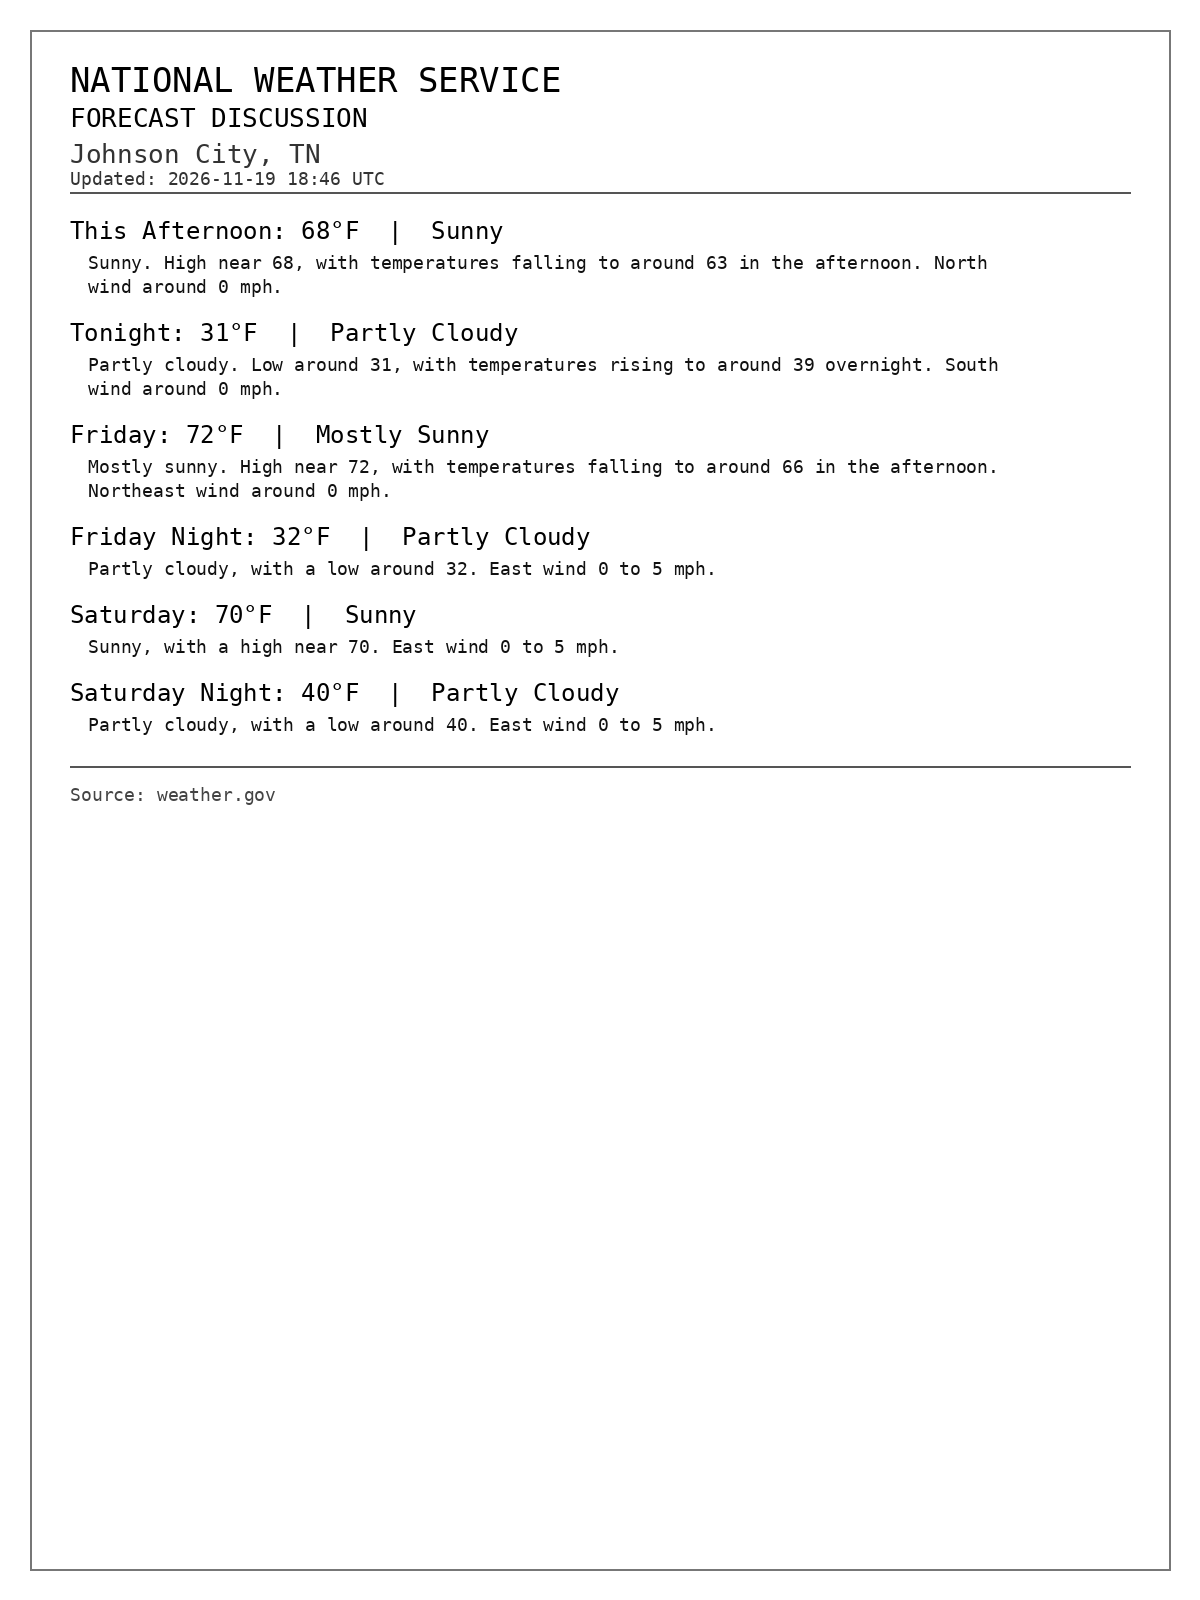 NATIONAL WEATHER SERVICE
FORECAST DISCUSSION
Johnson City, TN
Updated: 2026-11-19 18:46 UTC
This Afternoon: 68°F  |  Sunny
Sunny. High near 68, with temperatures falling to around 63 in the afternoon. North
wind around 0 mph.
Tonight: 31°F  |  Partly Cloudy
Partly cloudy. Low around 31, with temperatures rising to around 39 overnight. South
wind around 0 mph.
Friday: 72°F  |  Mostly Sunny
Mostly sunny. High near 72, with temperatures falling to around 66 in the afternoon.
Northeast wind around 0 mph.
Friday Night: 32°F  |  Partly Cloudy
Partly cloudy, with a low around 32. East wind 0 to 5 mph.
Saturday: 70°F  |  Sunny
Sunny, with a high near 70. East wind 0 to 5 mph.
Saturday Night: 40°F  |  Partly Cloudy
Partly cloudy, with a low around 40. East wind 0 to 5 mph.
Source: weather.gov